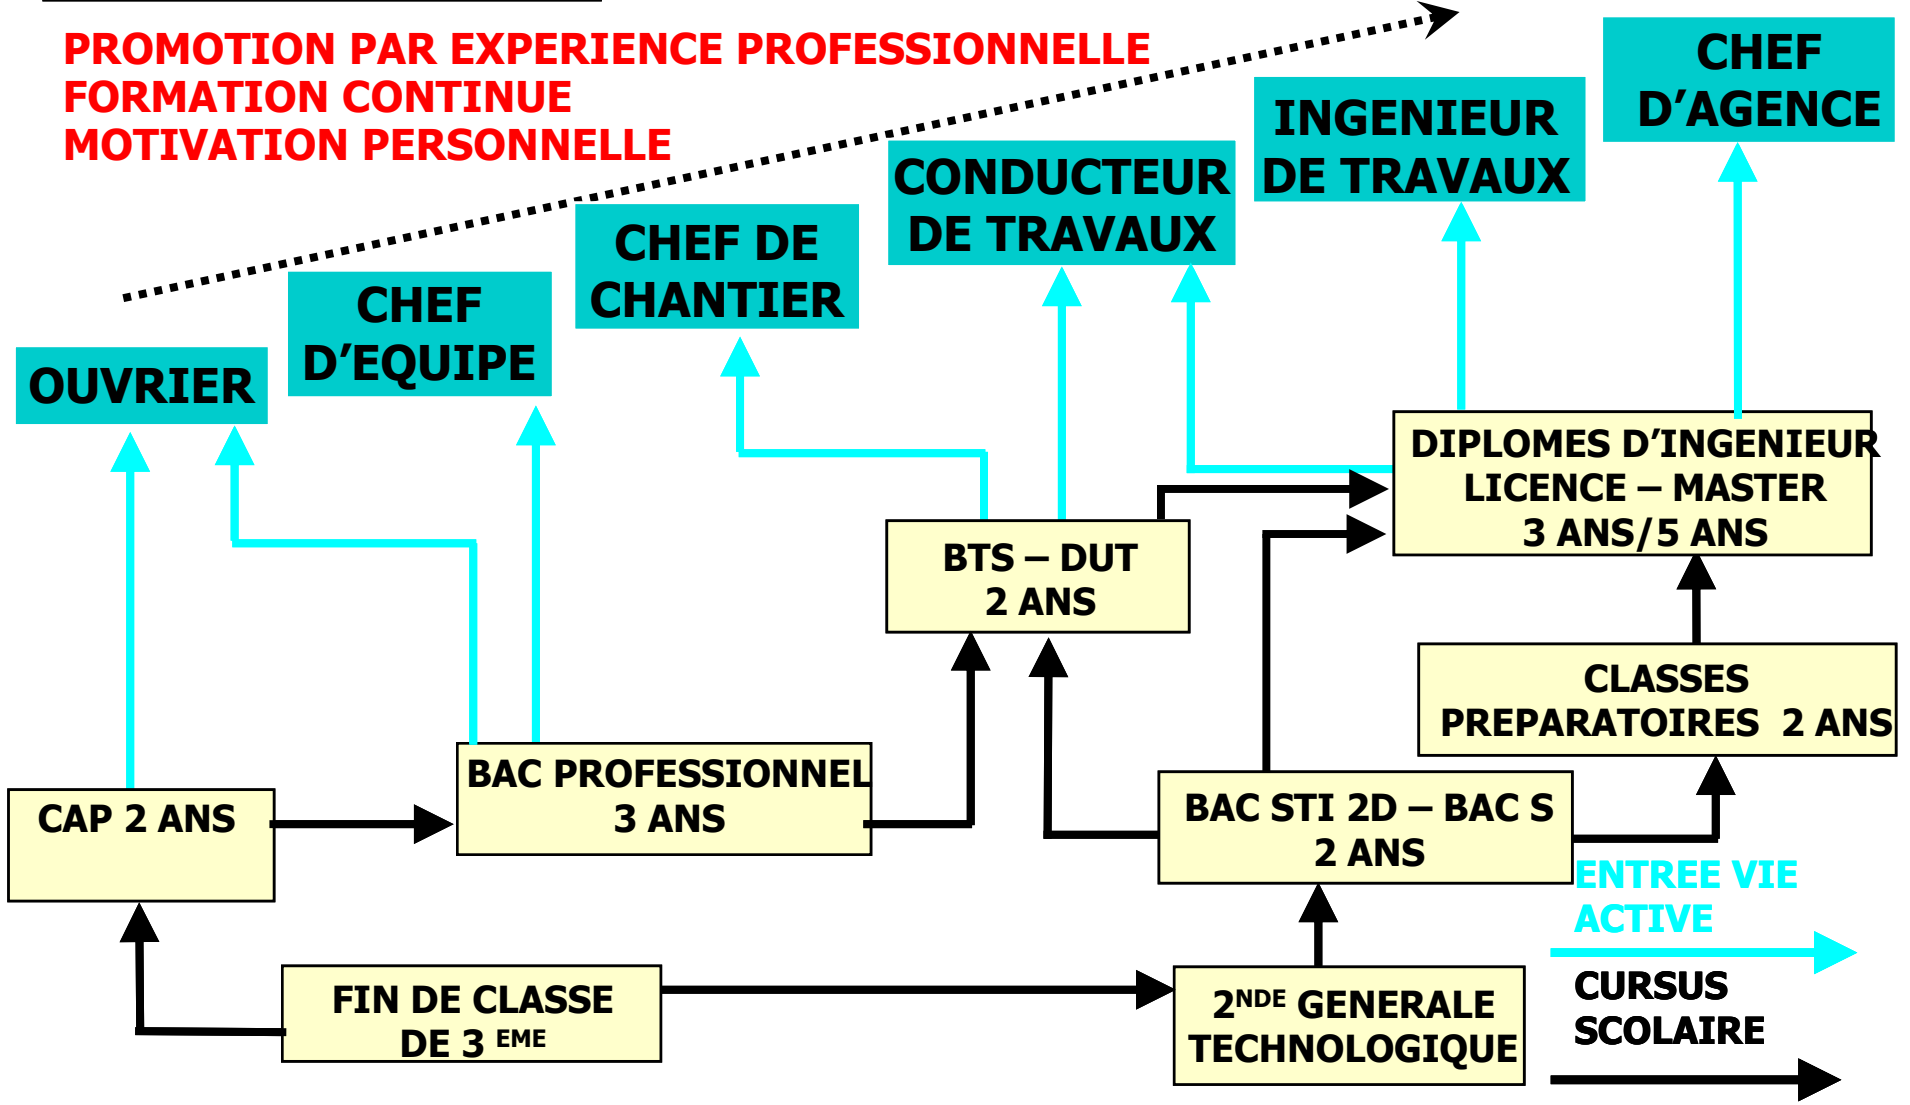 PROMOTION PAR EXPERIENCE PROFESSIONNELLE
FORMATION CONTINUE
MOTIVATION PERSONNELLE
CHEF
D’AGENCE
INGENIEUR
DE TRAVAUX
CONDUCTEUR
DE TRAVAUX
CHEF DE
CHANTIER
CHEF
D’EQUIPE
OUVRIER
DIPLOMES D’INGENIEUR
LICENCE – MASTER
3 ANS/5 ANS
BTS – DUT
2 ANS
CLASSES
PREPARATOIRES 2 ANS
BAC PROFESSIONNEL
3 ANS
CAP 2 ANS
BAC STI 2D – BAC S
2 ANS
ENTREE VIE
ACTIVE
FIN DE CLASSE
DE 3 EME
2NDE GENERALE
TECHNOLOGIQUE
CURSUS
SCOLAIRE